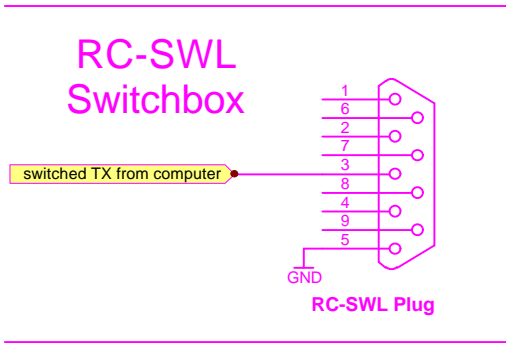 RC-SWL
Switchbox
1
6
2
7
switched TX from computer
3
8
4
9
5
GND
RC-SWL Plug